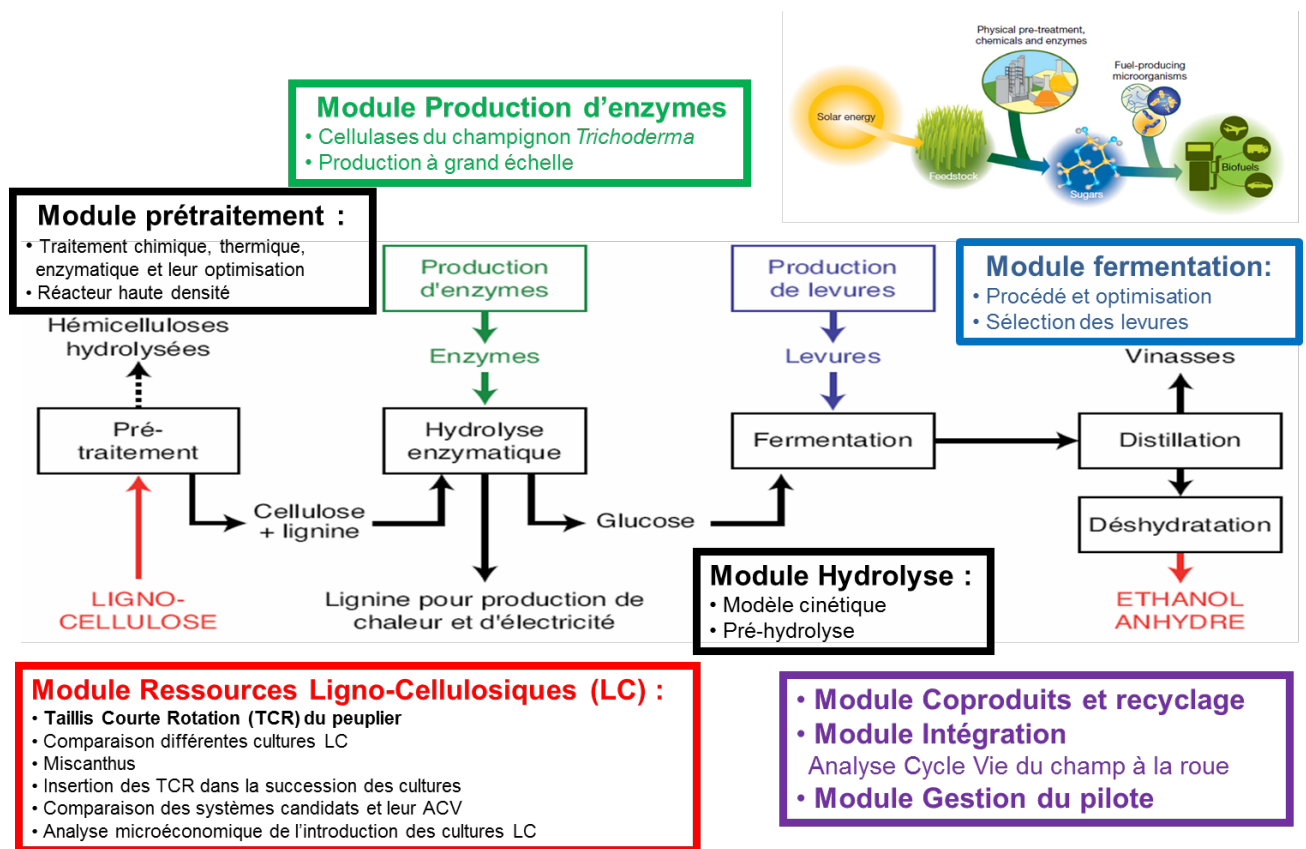 Physical pre-treatment,
chemicals and enzymes
Fuel-producing
microorganisms
Solar energy
Feedstock
Sugars
Biofuels
Module Production d'enzymes
• Cellulases du champignon Trichoderma
• Production à grand échelle
Module prétraitement :
• Traitement chimique, thermique,
enzymatique et leur optimisation
• Réacteur haute densité
Production
d'enzymes
Production
de levures
Module fermentation:
• Procédé et optimisation
• Sélection des levures
Hémicelluloses
hydrolysées
Enzymes
Levures
Vinasses
Pré-
traitement
Hydrolyse
enzymatique
Fermentation
Distillation
Cellulose
+ lignine
Glucose
Déshydratation
LIGNO-
CELLULOSE
Lignine pour production de
chaleur et d'électricité
Module Hydrolyse :
• Modèle cinétique
• Pré-hydrolyse
ETHANOL
ANHYDRE
Module Ressources Ligno-Cellulosiques (LC) :
• Taillis Courte Rotation (TCR) du peuplier
• Comparaison différentes cultures LC
• Miscanthus
• Insertion des TCR dans la succession des cultures
• Comparaison des systèmes candidats et leur ACV
• Analyse microéconomique de l'introduction des cultures LC
• Module Coproduits et recyclage
• Module Intégration
Analyse Cycle Vie du champ à la roue
• Module Gestion du pilote